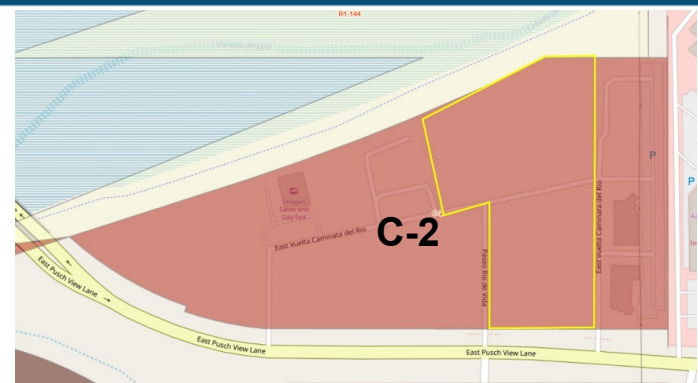 R1-144
Cañada del Oro
P
P
Imagen
Salon and
Day Spa
C-2
East Vuelta Caminata del Rio
East Vuelta Caminata del Rio
Paseo Rio de Vida
East Pusch View Lane
East Pusch View Lane
East Pusch View Lane